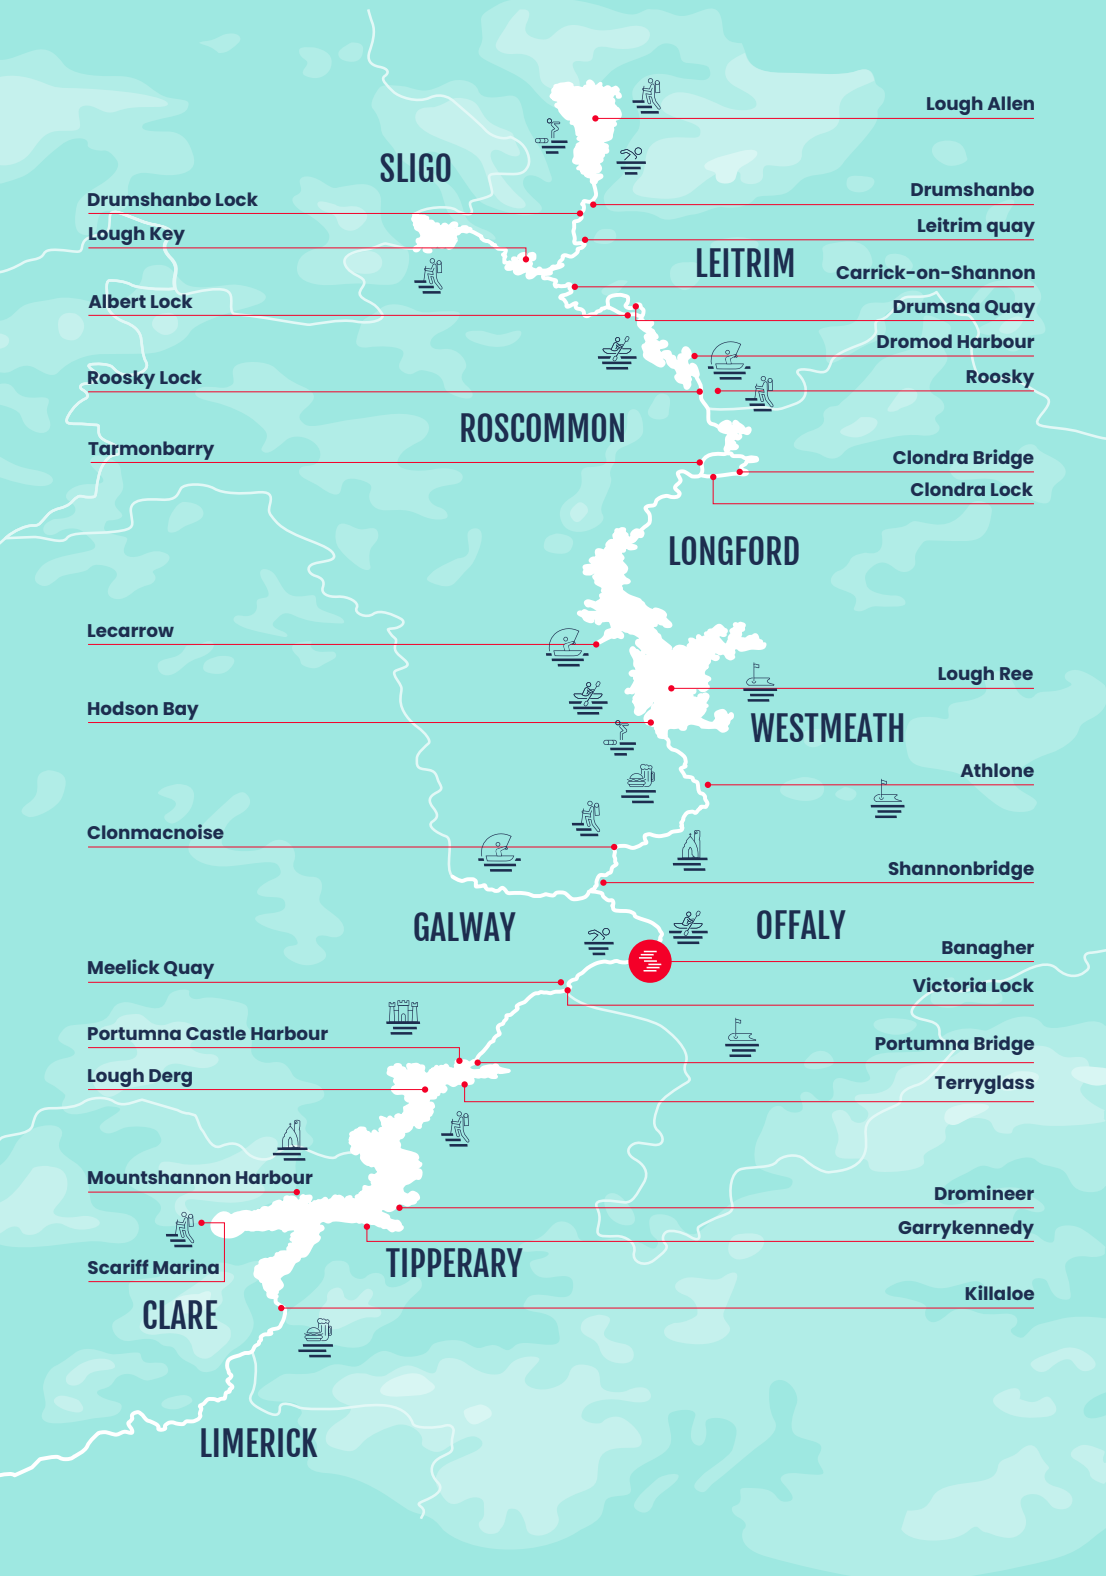 Lough Allen
SLIGO
Drumshanbo
Drumshanbo Lock
Leitrim quay
Lough Key
LEITRIM
Carrick-on-Shannon
Albert Lock
Drumsna Quay
Dromod Harbour
Roosky Lock
Roosky
ROSCOMMON
Tarmonbarry
Clondra Bridge
Clondra Lock
LONGFORD
Lecarrow
Lough Ree
Hodson Bay
WESTMEATH
Athlone
Clonmacnoise
Shannonbridge
GALWAY
OFFALY
Banagher
Meelick Quay
Victoria Lock
Portumna Castle Harbour
Portumna Bridge
Lough Derg
Terryglass
Mountshannon Harbour
Dromineer
Garrykennedy
Scariff Marina
TIPPERARY
Killaloe
CLARE
LIMERICK